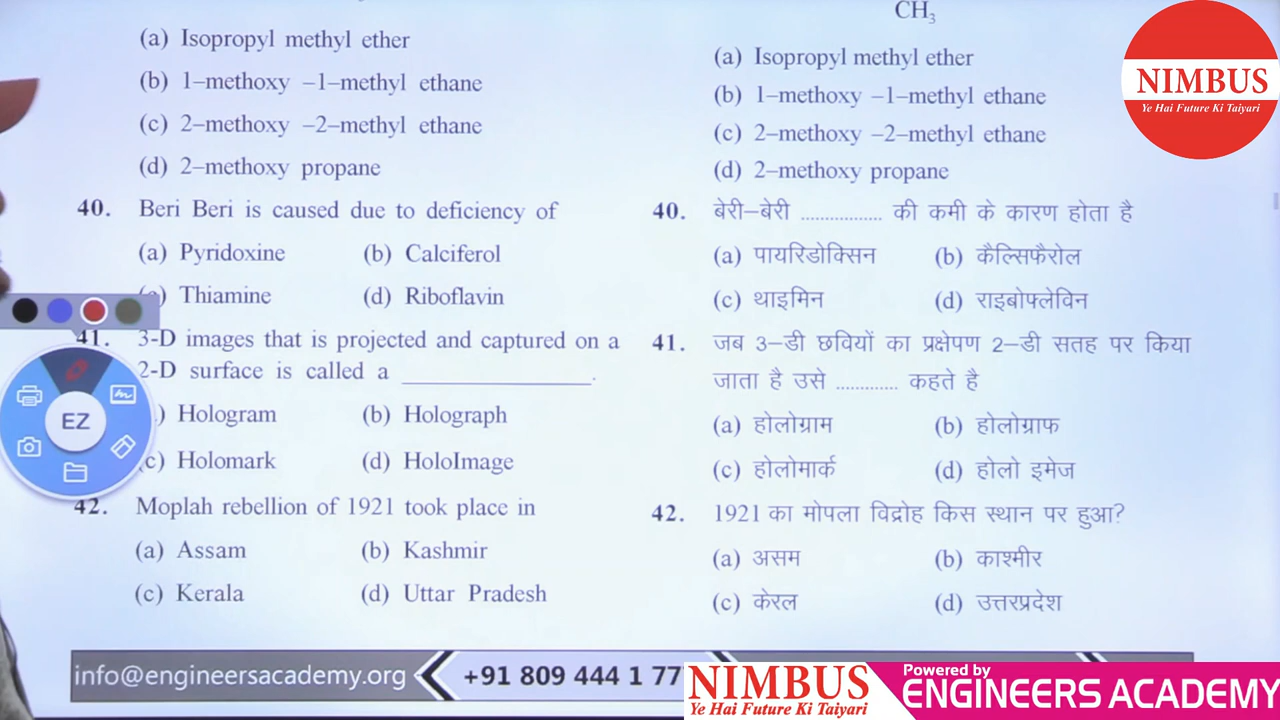 (a) Isopropyl methyl ether
(b) 1–methoxy –1–methyl ethane
(c) 2–methoxy –2–methyl ethane
(d) 2–methoxy propane
40. Beri Beri is caused due to deficiency of
(a) Pyridoxine (b) Calciferol
) Thiamine (d) Riboflavin
41. 3-D images that is projected and captured on a
2-D surface is called a ____________.
) Hologram (b) Holograph
(c) Holomark (d) HoloImage
42. Moplah rebellion of 1921 took place in
(a) Assam (b) Kashmir
(c) Kerala (d) Uttar Pradesh
CH₃
(a) Isopropyl methyl ether
(b) 1–methoxy –1–methyl ethane
(c) 2–methoxy –2–methyl ethane
(d) 2–methoxy propane
40. बेरी–बेरी ................. की कमी के कारण होता है
(a) पायरिडोक्सिन (b) कैल्सिफैरोल
(c) थाइमिन (d) राइबोफ्लेविन
41. जब 3–डी छवियों का प्रक्षेपण 2–डी सतह पर किया
जाता है उसे ............. कहते है
(a) होलोग्राम (b) होलोग्राफ
(c) होलोमार्क (d) होलो इमेज
42. 1921 का मोपला विद्रोह किस स्थान पर हुआ?
(a) असम (b) काश्मीर
(c) केरल (d) उत्तरप्रदेश
EZ
NIMBUS
Ye Hai Future Ki Taiyari
info@engineersacademy.org
+91 809 444 1 77
NIMBUS
Ye Hai Future Ki Taiyari
Powered by
ENGINEERS ACADEMY